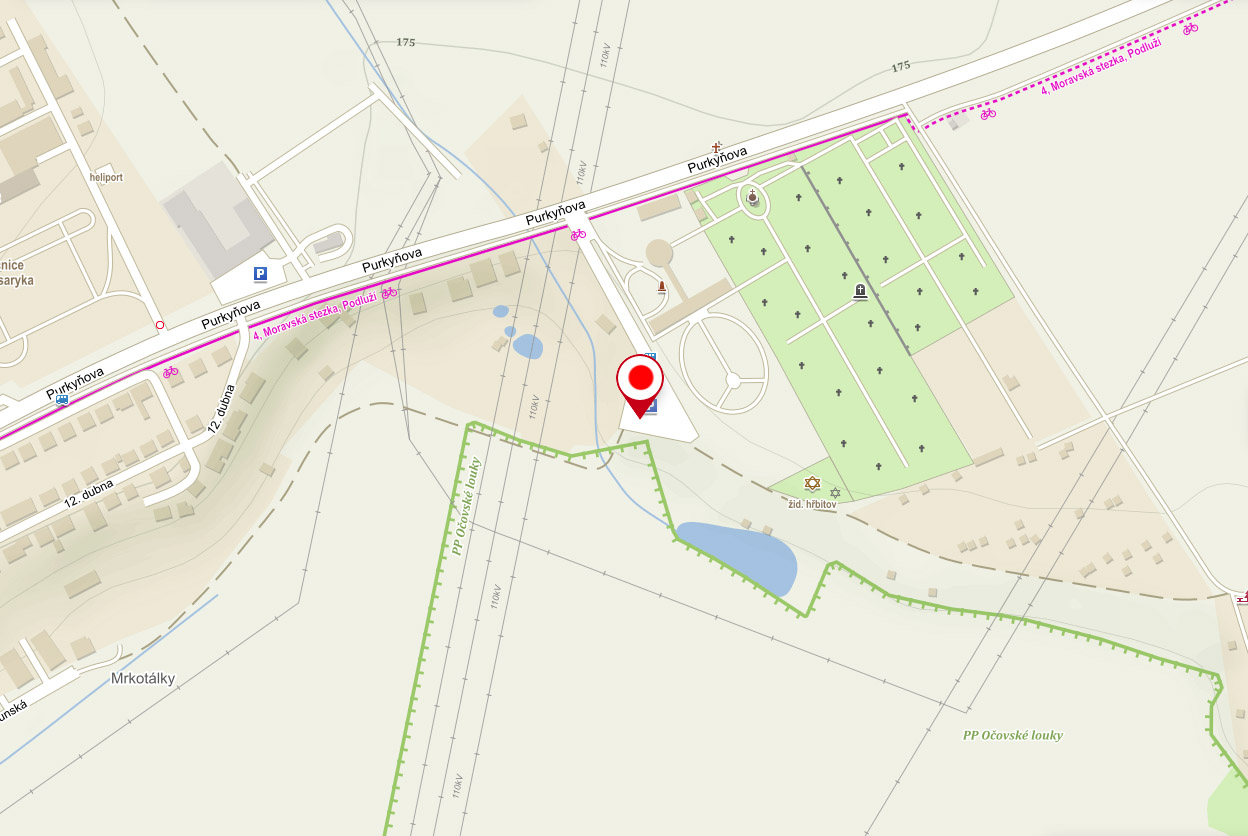 175
110kV
175
4, Moravská stezka, Podluží
Purkyňova
heliport
110kV
Purkyňova
Purkyňova
P
nice
saryka
4, Moravská stezka, Podluží
Purkyňova
Purkyňova
12. dubna
110kV
12. dubna
žid. hřbitov
PP Očovské louky
110kV
Mrkotálky
unská
PP Očovské louky
110kV